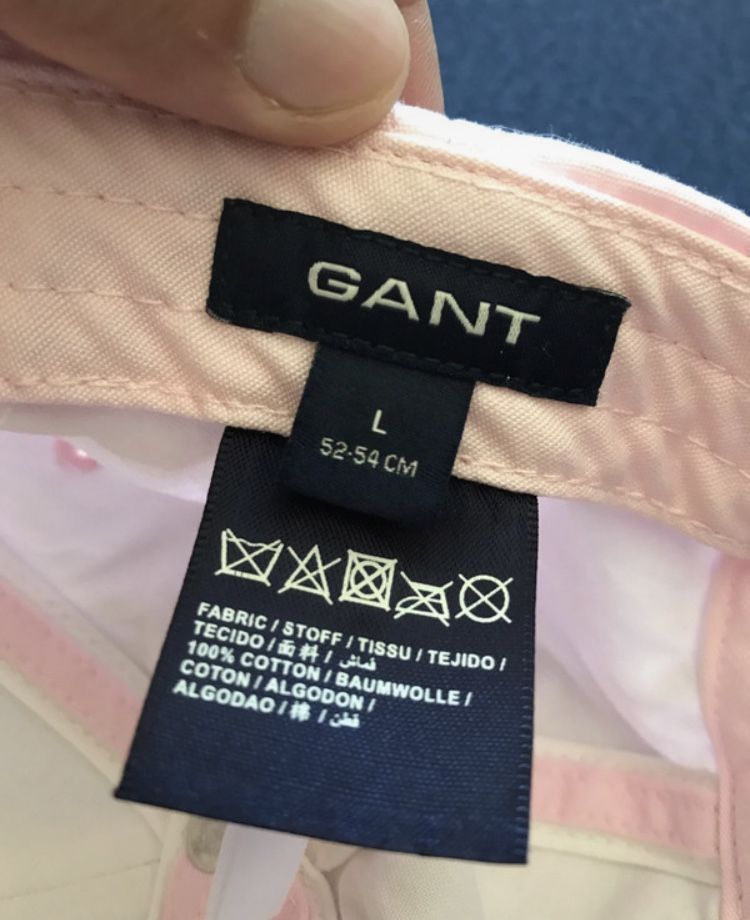 GANT
L
52-54 CM
FABRIC / STOFF / TISSU / TEJIDO /
TECIDO / 面料 / قماش /
100% COTTON / BAUMWOLLE /
COTON / ALGODON /
ALGODAO / 棉 / قطن /